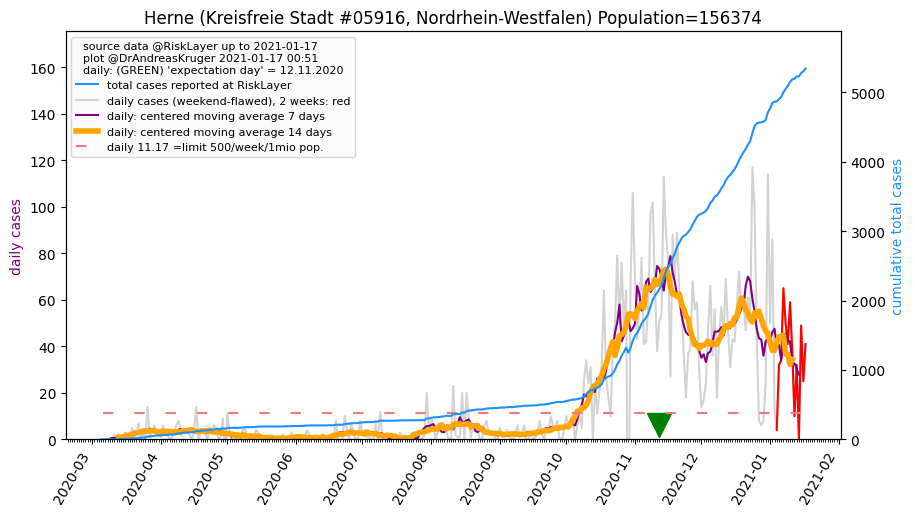 Herne (Kreisfreie Stadt #05916, Nordrhein-Westfalen) Population=156374
source data @RiskLayer up to 2021-01-17
plot @DrAndreasKruger 2021-01-17 00:51
daily: (GREEN) 'expectation day' = 12.11.2020
total cases reported at RiskLayer
daily cases (weekend-flawed), 2 weeks: red
daily: centered moving average 7 days
daily: centered moving average 14 days
daily 11.17 =limit 500/week/1mio pop.
daily cases
160
140
120
100
80
60
40
20
0
cumulative total cases
5000
4000
3000
2000
1000
0
2020-03
2020-04
2020-05
2020-06
2020-07
2020-08
2020-09
2020-10
2020-11
2020-12
2021-01
2021-02